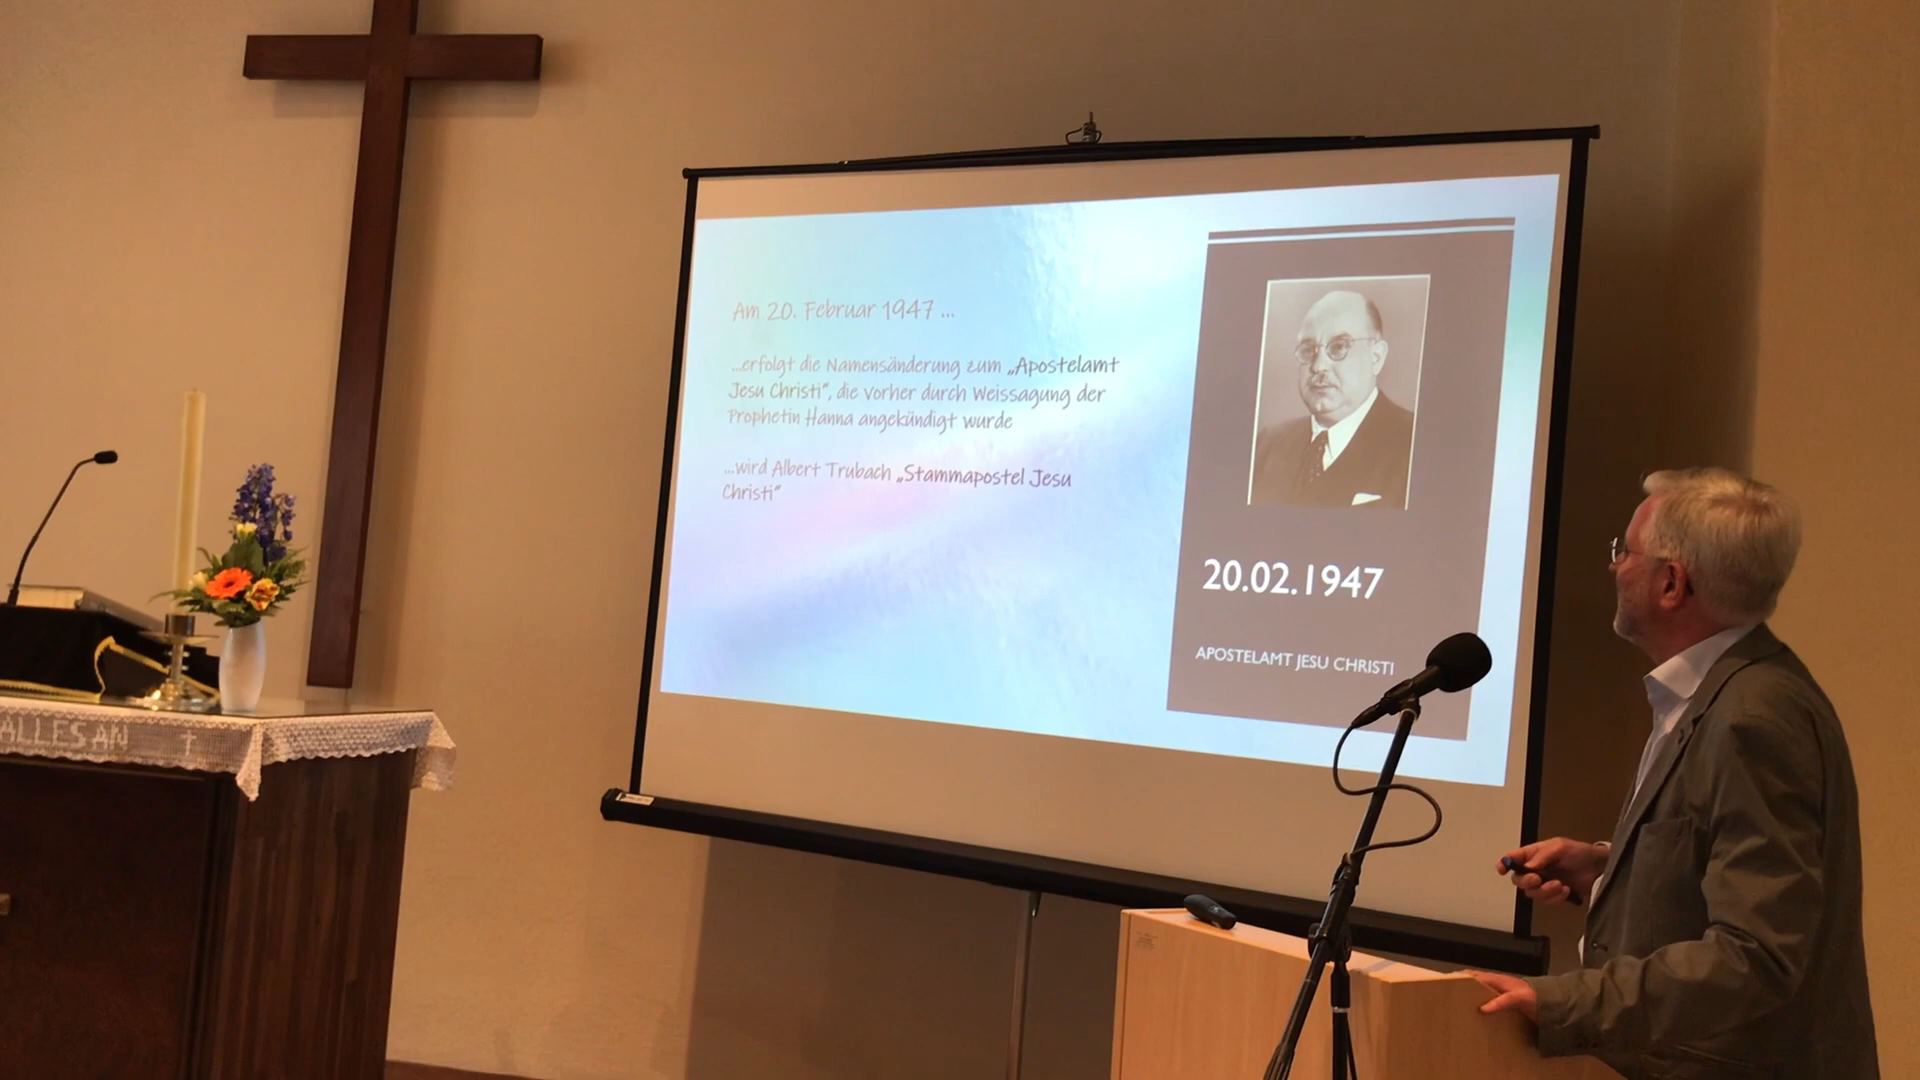 Am 20. Februar 1947 ...
...erfolgt die Namensänderung zum „Apostelamt
Jesu Christi“, die vorher durch Weissagung der
Prophetin Hanna angekündigt wurde
...wird Albert Trubach „Stammapostel Jesu
Christi“
20.02.1947
APOSTELAMT JESU CHRISTI
ALLES AN